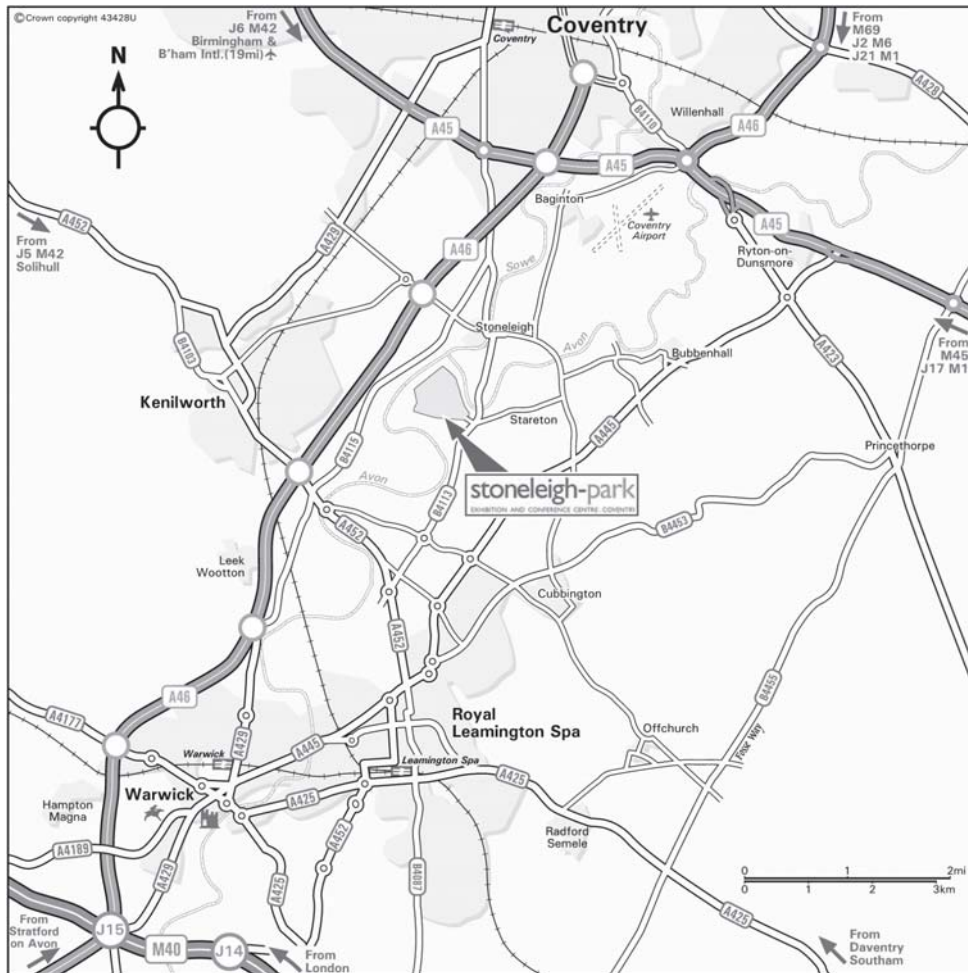 ©Crown copyright 43428U
From
J6 M42
Birmingham &
B'ham Intl.(19mi)
Coventry
Coventry
From
M69
J2 M6
J21 M1
N
A428
Willenhall
B4110
A46
A45
A45
Baginton
Coventry
Airport
A45
A452
From
J5 M42
Solihull
A429
A46
Sowe
Ryton-on-
Dunsmore
Stoneleigh
Avon
Bubbenhall
From
M45
J17 M1
A423
B4103
Kenilworth
Stareton
A445
B4115
Princethorpe
Avon
stoneleigh-park
EXHIBITION AND CONFERENCE CENTRE, COVENTRY
B4113
A452
B4453
Leek
Wootton
Cubbington
A452
A46
B4455
Fosse Way
A4177
A429
A445
Royal
Leamington Spa
Offchurch
Warwick
Leamington Spa
Warwick
A425
A425
Hampton
Magna
A452
Radford
Semele
A4189
A429
A425
B4087
0 1 2mi
0 1 2 3km
A425
From
Stratford
on Avon
J15
M40
J14
From
London
From
Daventry
Southam